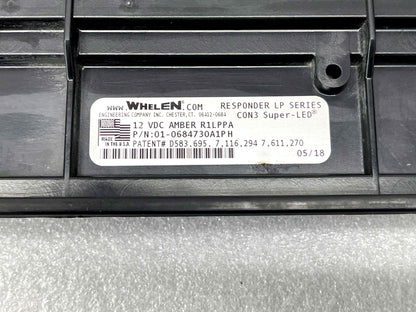 www.WHELEN.COM RESPONDER LP SERIES
ENGINEERING COMPANY INC. CHESTER, CT. 06412-0684 CON3 Super-LED®
12 VDC AMBER R1LPPA
P/N:01-0684730A1PH
MADE
IN THE U.S.A.
PATENT# D583,695, 7,116,294 7,611,270
05/18